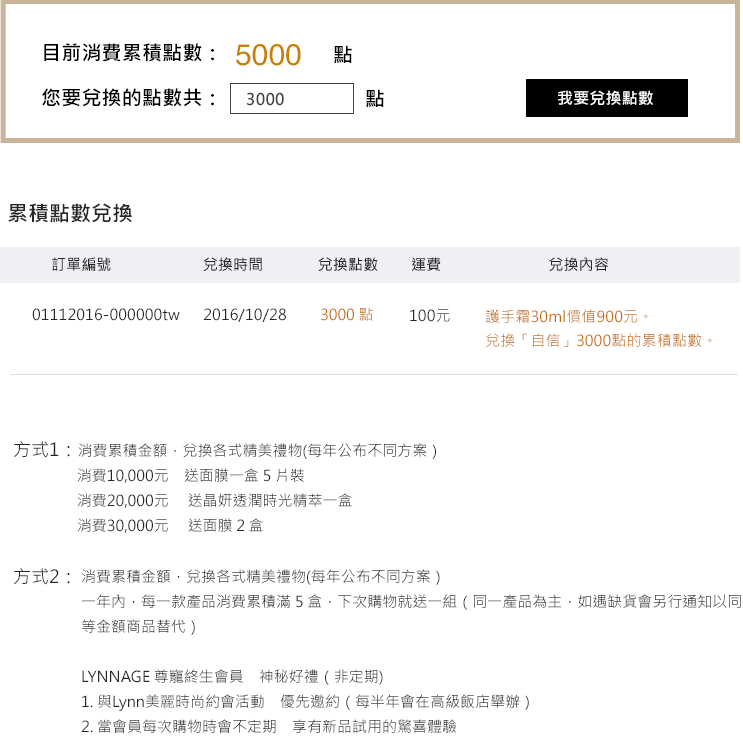 目前消費累積點數： 5000 點
您要兌換的點數共： 3000 點 我要兌換點數
累積點數兌換
訂單編號 兌換時間 兌換點數 運費 兌換內容
01112016-000000tw 2016/10/28 3000 點 100元 護手霜30ml價值900元。
兌換「自信」3000點的累積點數。
方式1：消費累積金額，兌換各式精美禮物(每年公布不同方案）
消費10,000元 送面膜一盒 5 片裝
消費20,000元 送晶妍透潤時光精萃一盒
消費30,000元 送面膜 2 盒
方式2：消費累積金額，兌換各式精美禮物(每年公布不同方案）
一年內，每一款產品消費累積滿 5 盒，下次購物就送一組（同一產品為主，如遇缺貨會另行通知以同
等金額商品替代）
LYNNAGE 尊寵終生會員 神秘好禮（非定期)
1. 與Lynn美麗時尚約會活動 優先邀約（每半年會在高級飯店舉辦）
2. 當會員每次購物時會不定期 享有新品試用的驚喜體驗